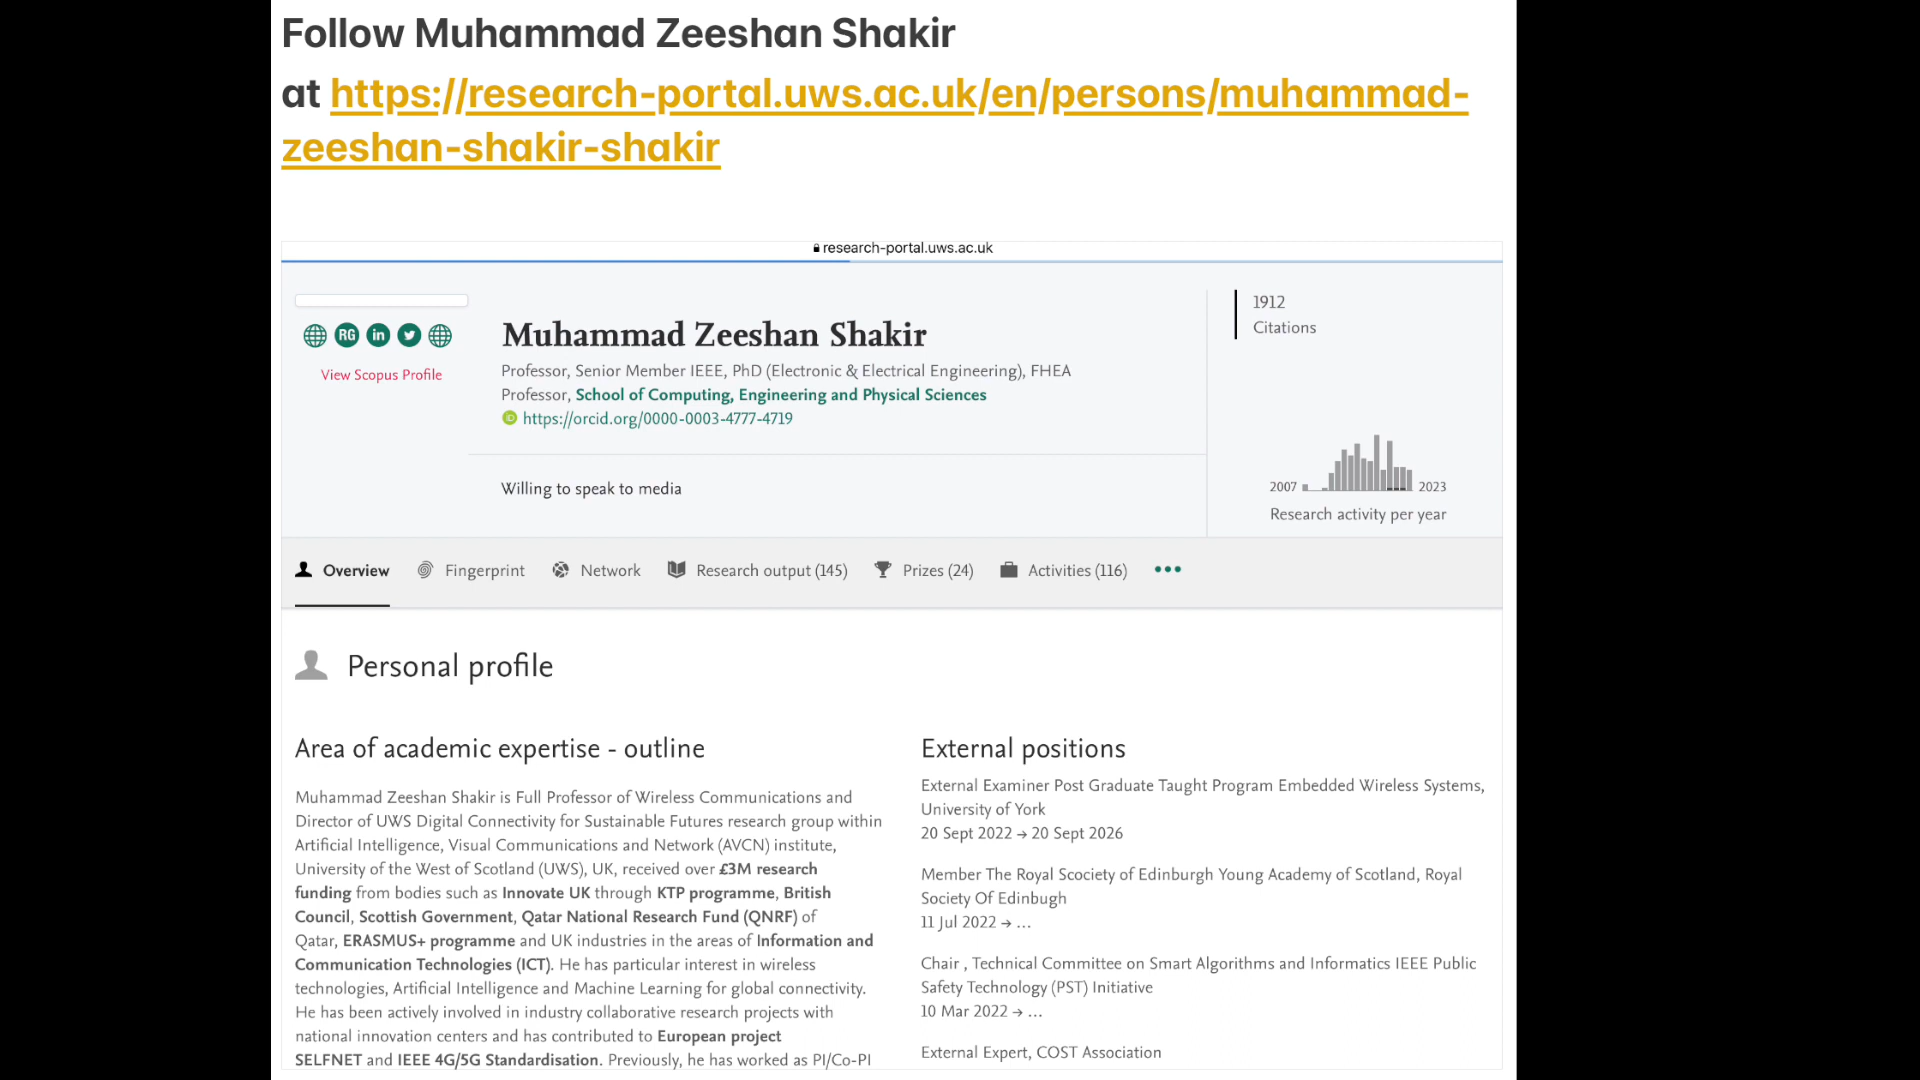 Follow Muhammad Zeeshan Shakir
at https://research-portal.uws.ac.uk/en/persons/muhammad-
zeeshan-shakir-shakir
research-portal.uws.ac.uk
RG in
View Scopus Profile
Muhammad Zeeshan Shakir
Professor, Senior Member IEEE, PhD (Electronic & Electrical Engineering), FHEA
Professor, School of Computing, Engineering and Physical Sciences
iD https://orcid.org/0000-0003-4777-4719
Willing to speak to media
1912
Citations
2007 2023
Research activity per year
Overview Fingerprint Network Research output (145) Prizes (24) Activities (116) •••
Personal profile
Area of academic expertise - outline
Muhammad Zeeshan Shakir is Full Professor of Wireless Communications and
Director of UWS Digital Connectivity for Sustainable Futures research group within
Artificial Intelligence, Visual Communications and Network (AVCN) institute,
University of the West of Scotland (UWS), UK, received over £3M research
funding from bodies such as Innovate UK through KTP programme, British
Council, Scottish Government, Qatar National Research Fund (QNRF) of
Qatar, ERASMUS+ programme and UK industries in the areas of Information and
Communication Technologies (ICT). He has particular interest in wireless
technologies, Artificial Intelligence and Machine Learning for global connectivity.
He has been actively involved in industry collaborative research projects with
national innovation centers and has contributed to European project
SELFNET and IEEE 4G/5G Standardisation. Previously, he has worked as PI/Co-PI
External positions
External Examiner Post Graduate Taught Program Embedded Wireless Systems,
University of York
20 Sept 2022 → 20 Sept 2026
Member The Royal Scociety of Edinburgh Young Academy of Scotland, Royal
Society Of Edinbugh
11 Jul 2022 → …
Chair , Technical Committee on Smart Algorithms and Informatics IEEE Public
Safety Technology (PST) Initiative
10 Mar 2022 → …
External Expert, COST Association